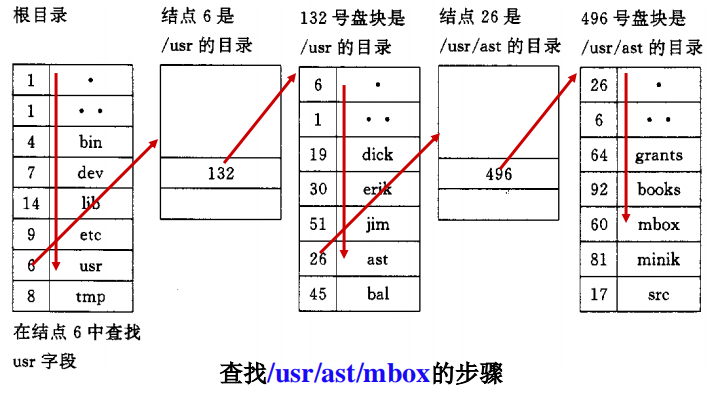 根目录
1 •
1 • •
4 bin
7 dev
14 lib
9 etc
6 usr
8 tmp
在结点 6 中查找
usr 字段
结点 6 是
/usr 的目录
132
132 号盘块是
/usr 的目录
6 •
1 • •
19 dick
30 erik
51 jim
26 ast
45 bal
结点 26 是
/usr/ast 的目录
496
496 号盘块是
/usr/ast 的目录
26 •
6 • •
64 grants
92 books
60 mbox
81 minik
17 src
查找/usr/ast/mbox的步骤